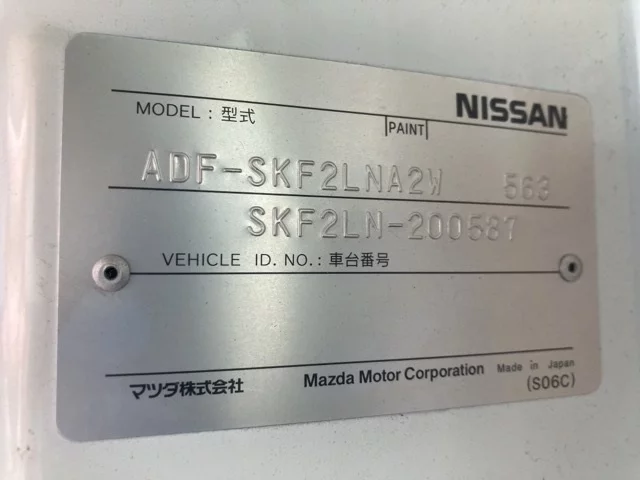 NISSAN
MODEL : 型式 PAINT
ADF-SKF2LNA2W 563
SKF2LN-200587
VEHICLE ID. NO. : 車台番号
マツダ株式会社 Mazda Motor Corporation Made in Japan
(S06C)